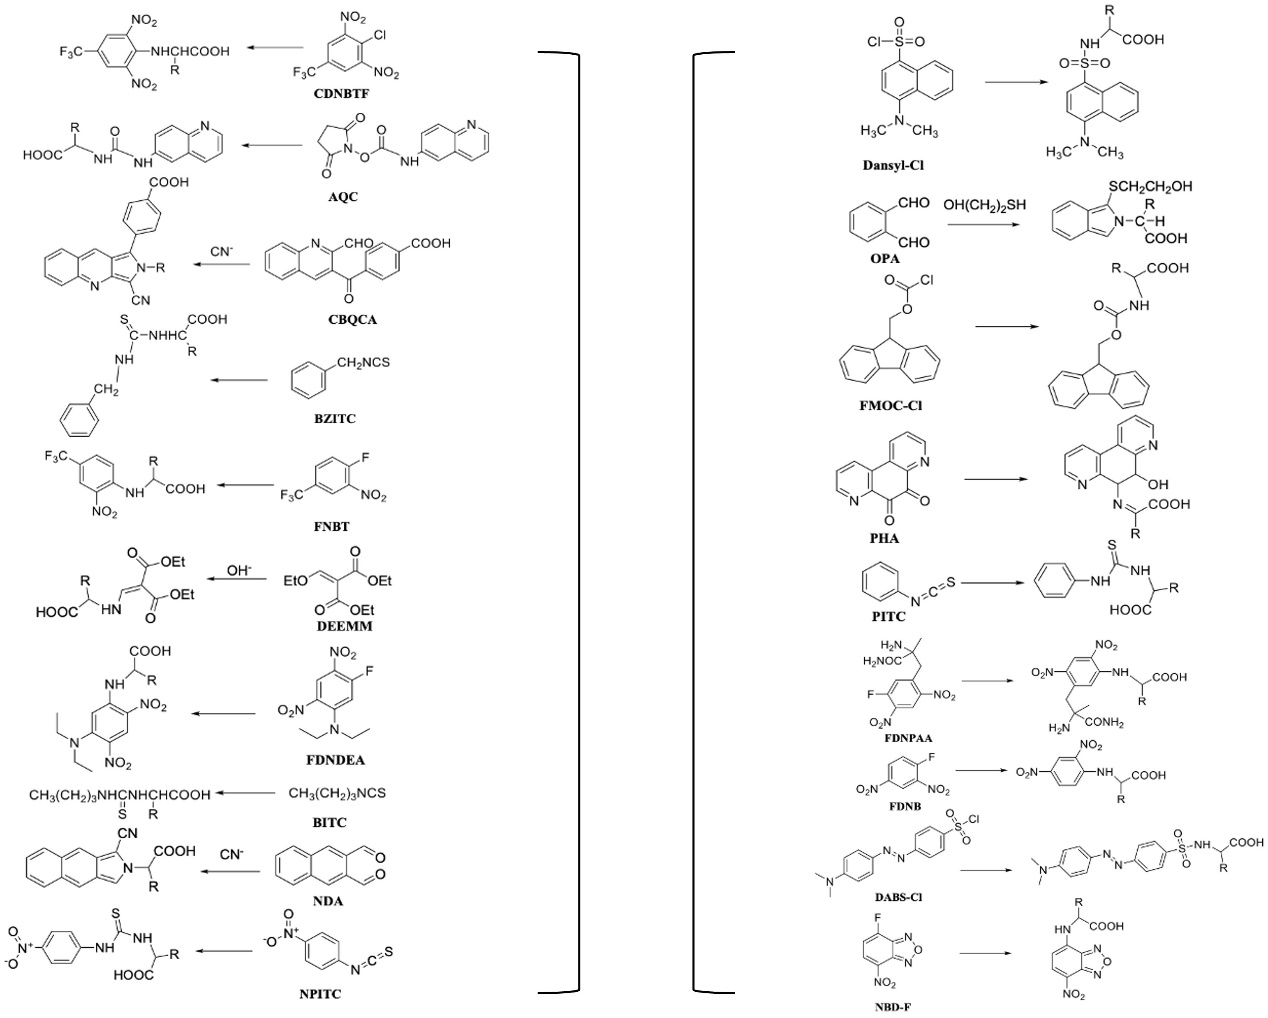 NO₂
NO₂
F₃C
NHCHCOOH
R
NO₂
Cl
F₃C
NO₂
CDNBTF
R
HOOC
O
N
H
N
H
N
O
N
O
O
O
N
H
N
AQC
COOH
N–R
N
CN
CN⁻
N
CHO
COOH
O
CBQCA
S
COOH
C–NHHC
R
NH
CH₂
CH₂NCS
BZITC
F₃C
R
NH
COOH
NO₂
F
F₃C
NO₂
FNBT
O
OEt
R
OEt
HOOC
HN
O
OH⁻
O
EtO
OEt
OEt
O
DEEMM
COOH
NH
R
NO₂
N
NO₂
NO₂
F
O₂N
N
FDNDEA
CH₃(CH₂)₃NHCNHCHCOOH
S
R
CH₃(CH₂)₃NCS
BITC
CN
COOH
N
R
CN⁻
O
O
NDA
S
O
N⁺
⁻O
NH
NH
R
HOOC
O
N⁺
⁻O
N=C=S
NPITC
O
Cl–S=O
N
H₃C
CH₃
Dansyl-Cl
R
NH
COOH
O=S=O
N
H₃C
CH₃
CHO
CHO
OPA
OH(CH₂)₂SH
SCH₂CH₂OH
R
N–C–H
COOH
O
Cl
O
FMOC-Cl
R
COOH
O
NH
O
N
N
O
O
PHA
N
N
OH
N
COOH
R
N=C=S
PITC
S
NH
NH
R
HOOC
H₂N
H₂NOC
F
NO₂
O₂N
FDNPAA
NO₂
O₂N
NH
COOH
R
H₂N
CONH₂
F
O₂N
NO₂
FDNB
NO₂
O₂N
NH
COOH
R
O
Cl
S
O
N=N
N
DABS-Cl
O
S
O
NH
COOH
R
N=N
N
F
N
O
N
NO₂
NBD-F
R
HN
COOH
N
O
N
NO₂